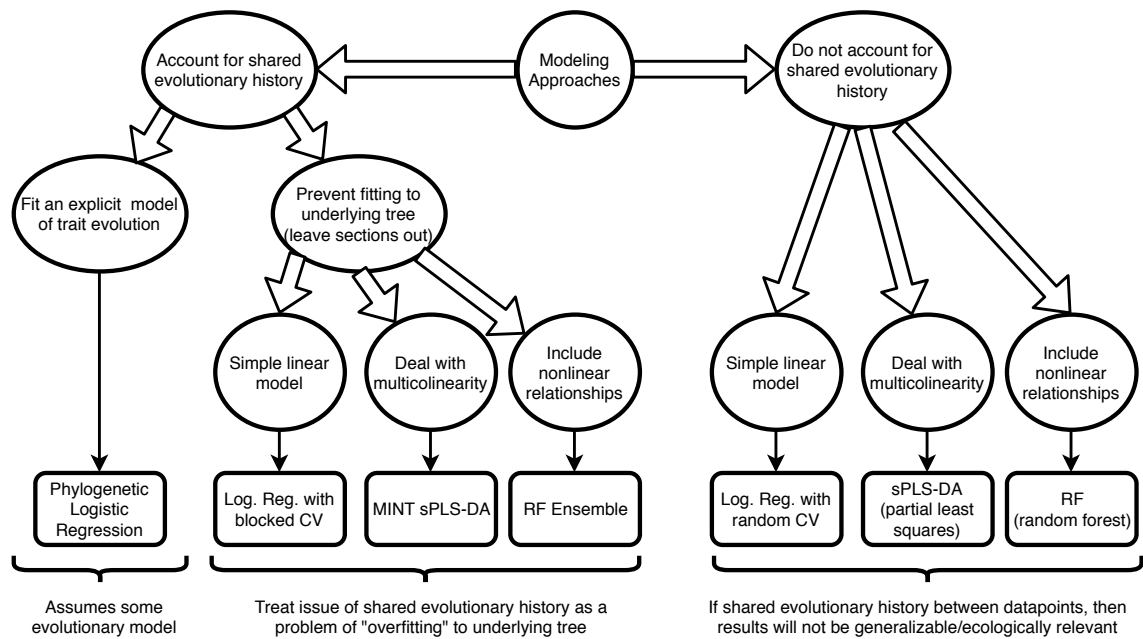 Modeling
Approaches
Account for shared
evolutionary history
Do not account for
shared evolutionary
history
Fit an explicit model
of trait evolution
Prevent fitting to
underlying tree
(leave sections out)
Simple linear
model
Deal with
multicolinearity
Include
nonlinear
relationships
Simple linear
model
Deal with
multicolinearity
Include
nonlinear
relationships
Phylogenetic
Logistic
Regression
Log. Reg. with
blocked CV
MINT sPLS-DA
RF Ensemble
Log. Reg. with
random CV
sPLS-DA
(partial least
squares)
RF
(random forest)
Assumes some
evolutionary model
Treat issue of shared evolutionary history as a
problem of "overfitting" to underlying tree
If shared evolutionary history between datapoints, then
results will not be generalizable/ecologically relevant